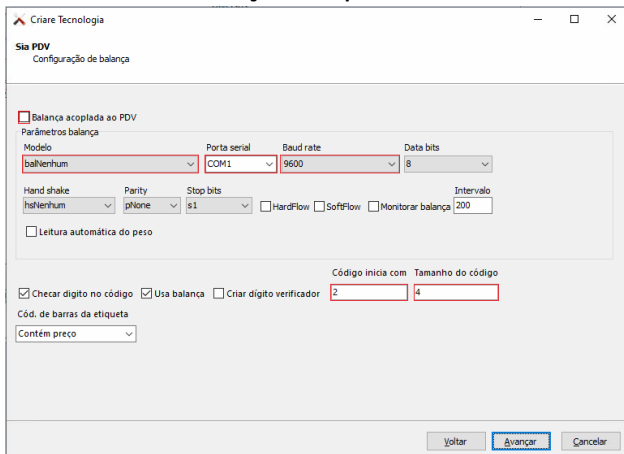 Criare Tecnologia
Sia PDV
Configuração de balança
Balança acoplada ao PDV
Parâmetros balança
Modelo Porta serial Baud rate Data bits
balNenhum COM1 9600 8
Hand shake Parity Stop bits Intervalo
hsNenhum pNone s1 HardFlow SoftFlow Monitorar balança 200
Leitura automática do peso
Código inicia com Tamanho do código
Checar digito no código Usa balança Criar dígito verificador 2 4
Cód. de barras da etiqueta
Contém preço
Voltar Avançar Cancelar